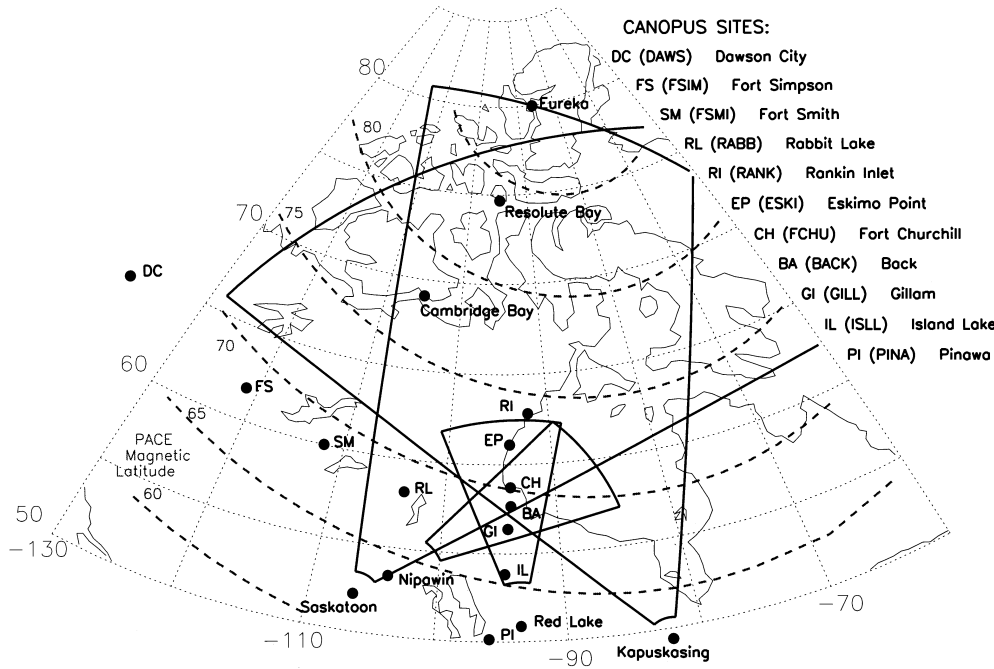 CANOPUS SITES:
DC (DAWS) Dawson City
FS (FSIM) Fort Simpson
SM (FSMI) Fort Smith
RL (RABB) Rabbit Lake
RI (RANK) Rankin Inlet
EP (ESKI) Eskimo Point
CH (FCHU) Fort Churchill
BA (BACK) Back
GI (GILL) Gillam
IL (ISLL) Island Lake
PI (PINA) Pinawa
80
Eureka
80
70
75
Resolute Bay
DC
Cambridge Bay
70
60
FS
RI
65
EP
SM
PACE
Magnetic
Latitude
60
RL
CH
BA
50
GI
-130
IL
Nipawin
Saskatoon
-70
Red Lake
PI
-110
Kapuskasing
-90